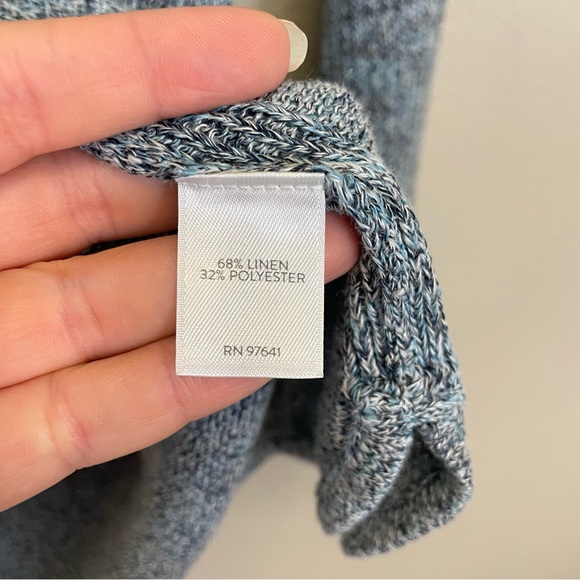 68% LINEN
32% POLYESTER
RN 97641